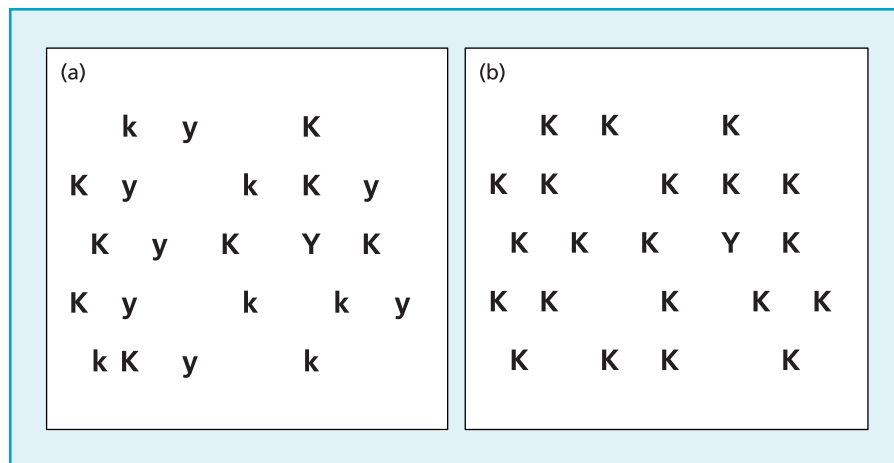 (a)
k y K
K y k K y
K y K Y K
K y k k y
k K y k
(b)
K K K
K K K K K
K K K Y K
K K K K K
K K K K